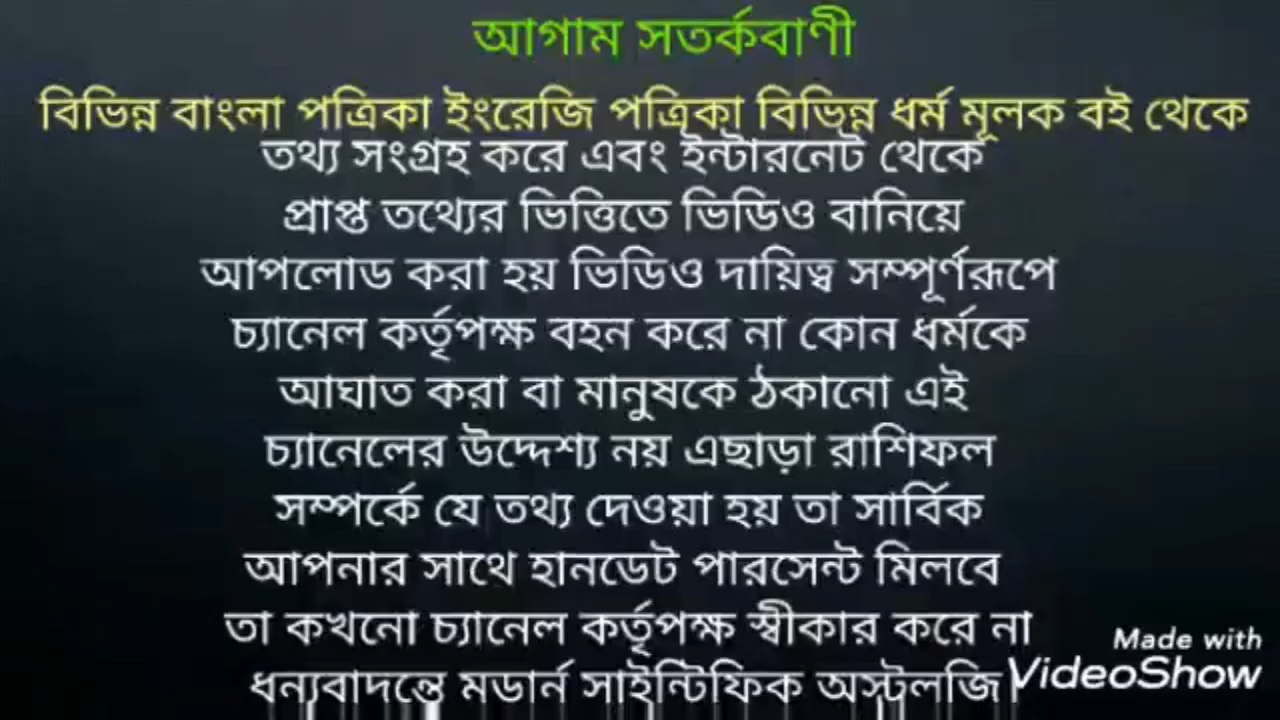 আগাম সতর্কবাণী
বিভিন্ন বাংলা পত্রিকা ইংরেজি পত্রিকা বিভিন্ন ধর্ম মূলক বই থেকে
তথ্য সংগ্রহ করে এবং ইন্টারনেট থেকে
প্রাপ্ত তথ্যের ভিত্তিতে ভিডিও বানিয়ে
আপলোড করা হয় ভিডিও দায়িত্ব সম্পূর্ণরূপে
চ্যানেল কর্তৃপক্ষ বহন করে না কোন ধর্মকে
আঘাত করা বা মানুষকে ঠকানো এই
চ্যানেলের উদ্দেশ্য নয় এছাড়া রাশিফল
সম্পর্কে যে তথ্য দেওয়া হয় তা সার্বিক
আপনার সাথে হানডেট পারসেন্ট মিলবে
তা কখনো চ্যানেল কর্তৃপক্ষ স্বীকার করে না
ধন্যবাদন্তে মডার্ন সাইন্টিফিক অস্ট্রলজি।
Made with
VideoShow